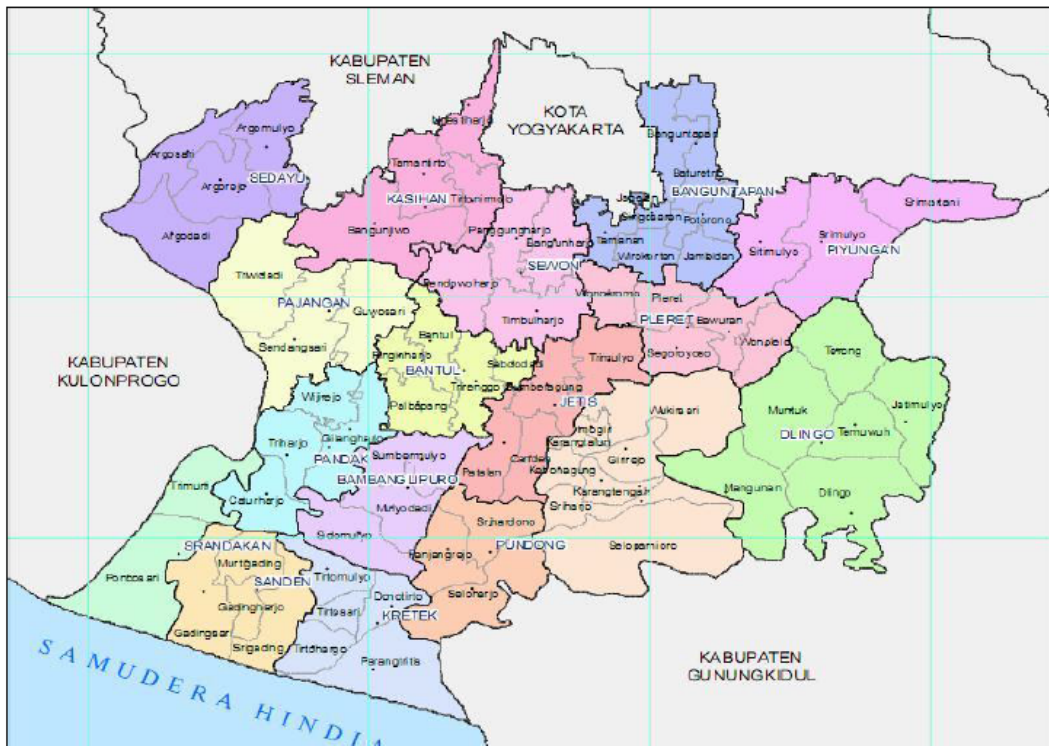 KABUPATEN
SLEMAN
KOTA
YOGYAKARTA
Argomulyo
Argosari
Argorejo
SEDAYU
Argodadi
Ngestiharjo
Tamantirto
KASIHAN
Tirtonirmolo
Bangunjiwo
Banguntapan
Baturetno
BANGUNTAPAN
Jagalan
Singosaren
Potorono
Tamanan
Wirokerten
Jambidan
Srimartani
Srimulyo
Sitimulyo
PIYUNGAN
Panggungharjo
Bangunharjo
SEWON
Pendowoharjo
Timbulharjo
Triwidadi
PAJANGAN
Guwosari
Sendangsari
Wonokromo
Pleret
PLERET
Bawuran
Segoroyoso
Wonolelo
Bantul
Ringinharjo
BANTUL
Sabdodadi
Trirenggo
Palbapang
Trimulyo
Sumberagung
JETIS
Canden
Patalan
Terong
Jatimulyo
Muntuk
DLINGO
Temuwuh
Mangunan
Dlingo
Wukirsari
Imogiri
Karangtalun
Girirejo
Kebonagung
Karangtengah
Sriharjo
Selopamioro
KABUPATEN
KULONPROGO
Wijirejo
Gilangharjo
Triharjo
PANDAK
Caturharjo
Sumbermulyo
BAMBANGLIPURO
Mulyodadi
Sidomulyo
Trimurti
SRANDAKAN
Poncosari
Murtigading
SANDEN
Gadingharjo
Gadingsari
Srigading
Srihardono
PUNDONG
Panjangrejo
Seloharjo
Tirtomulyo
Donotirto
Tirtosari
KRETEK
Tirtohargo
Parangtritis
KABUPATEN
GUNUNGKIDUL
SAMUDERA HINDIA